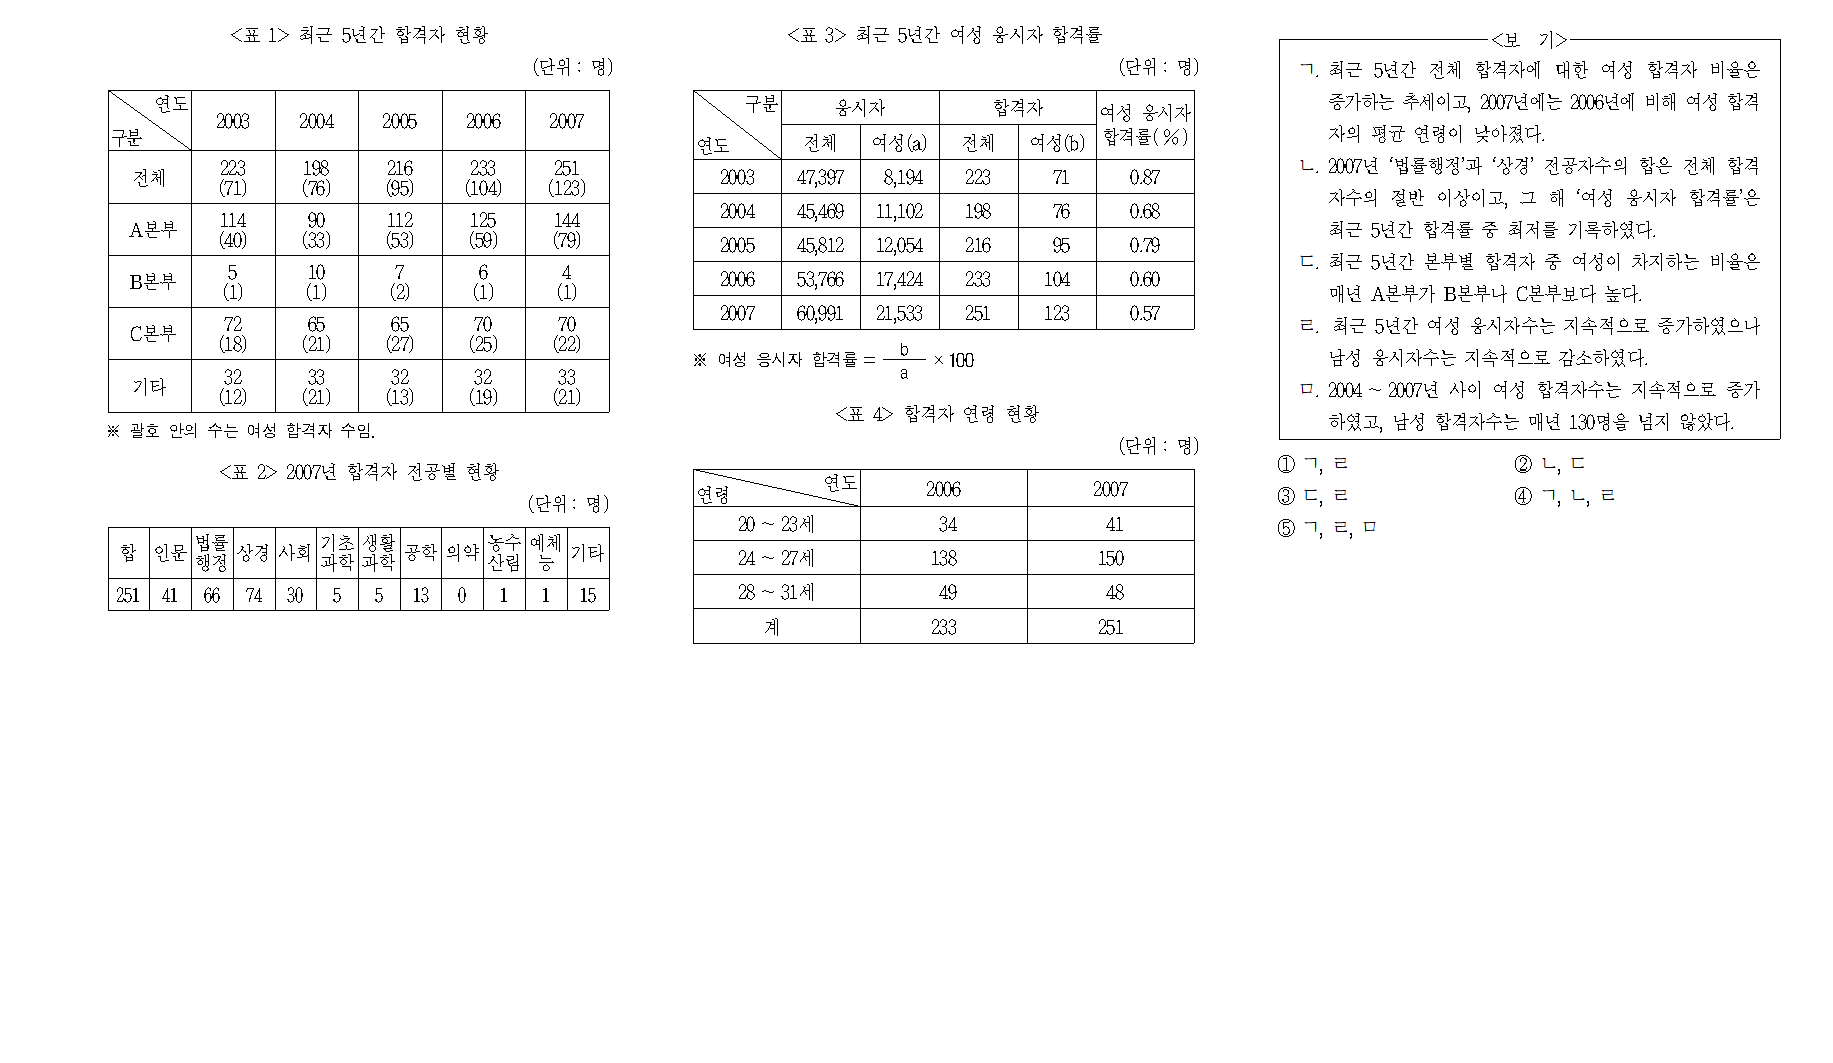 <표 1> 최근 5년간 합격자 현황
(단위 : 명)
연도
구분
2003 2004 2005 2006 2007
전체 223 198 216 233 251
(71) (76) (95) (104) (123)
A본부 114 90 112 125 144
(40) (33) (53) (59) (79)
B본부 5 10 7 6 4
(1) (1) (2) (1) (1)
C본부 72 65 65 70 70
(18) (21) (27) (25) (22)
기타 32 33 32 32 33
(12) (21) (13) (19) (21)
※ 괄호 안의 수는 여성 합격자 수임.
<표 2> 2007년 합격자 전공별 현황
(단위 : 명)
합 인문 법률행정 상경 사회 기초과학 생활과학 공학 의약 농수산림 예체능 기타
251 41 66 74 30 5 5 13 0 1 1 15
<표 3> 최근 5년간 여성 응시자 합격률
(단위 : 명)
구분
연도
응시자 합격자 여성 응시자 합격률(%)
전체 여성(a) 전체 여성(b)
2003 47,397 8,194 223 71 0.87
2004 45,469 11,102 198 76 0.68
2005 45,812 12,054 216 95 0.79
2006 53,766 17,424 233 104 0.60
2007 60,991 21,533 251 123 0.57
※ 여성 응시자 합격률 = b/a × 100
<표 4> 합격자 연령 현황
(단위 : 명)
연도
연령
2006 2007
20 ~ 23세 34 41
24 ~ 27세 138 150
28 ~ 31세 49 48
계 233 251
<보 기>
ㄱ. 최근 5년간 전체 합격자에 대한 여성 합격자 비율은
증가하는 추세이고, 2007년에는 2006년에 비해 여성 합격
자의 평균 연령이 낮아졌다.
ㄴ. 2007년 ‘법률행정’과 ‘상경’ 전공자수의 합은 전체 합격
자수의 절반 이상이고, 그 해 ‘여성 응시자 합격률’은
최근 5년간 합격률 중 최저를 기록하였다.
ㄷ. 최근 5년간 본부별 합격자 중 여성이 차지하는 비율은
매년 A본부가 B본부나 C본부보다 높다.
ㄹ. 최근 5년간 여성 응시자수는 지속적으로 증가하였으나
남성 응시자수는 지속적으로 감소하였다.
ㅁ. 2004 ~ 2007년 사이 여성 합격자수는 지속적으로 증가
하였고, 남성 합격자수는 매년 130명을 넘지 않았다.
① ㄱ, ㄹ ② ㄴ, ㄷ
③ ㄷ, ㄹ ④ ㄱ, ㄴ, ㄹ
⑤ ㄱ, ㄹ, ㅁ